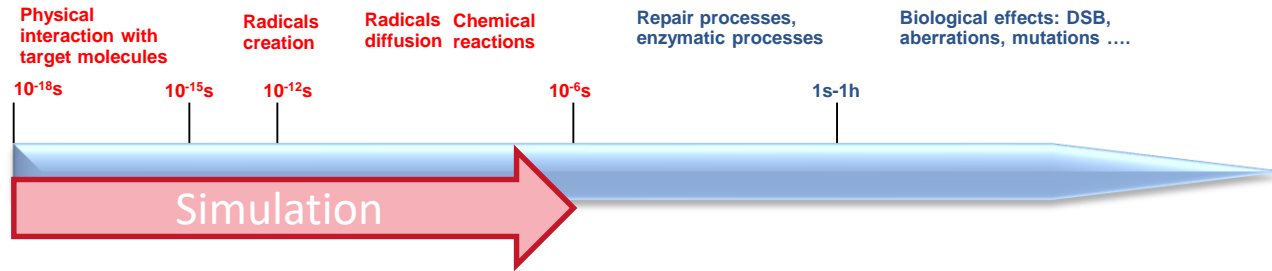 Physical
interaction with
target molecules
Radicals
creation
Radicals
diffusion
Chemical
reactions
Repair processes,
enzymatic processes
Biological effects: DSB,
aberrations, mutations ….
10⁻¹⁸s
10⁻¹⁵s
10⁻¹²s
10⁻⁶s
1s-1h
Simulation